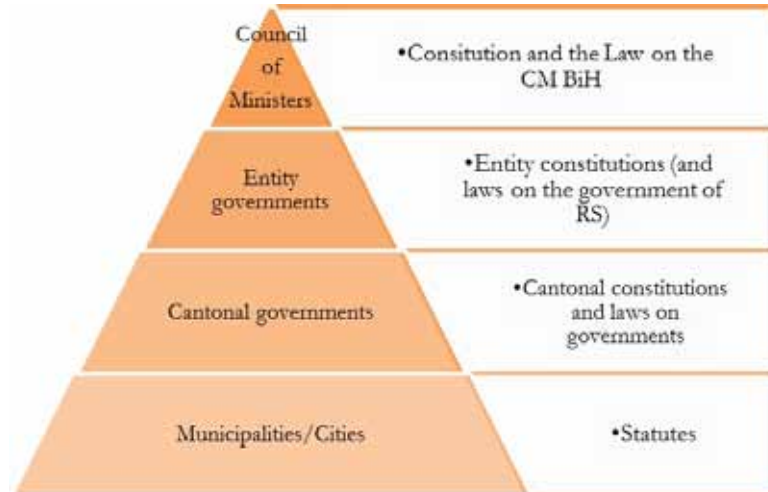 Council
of
Ministers
•Consitution and the Law on the
CM BiH
Entity
governments
•Entity constitutions (and
laws on the government of
RS)
Cantonal governments
•Cantonal constitutions
and laws on
governments
Municipalities/Cities
•Statutes